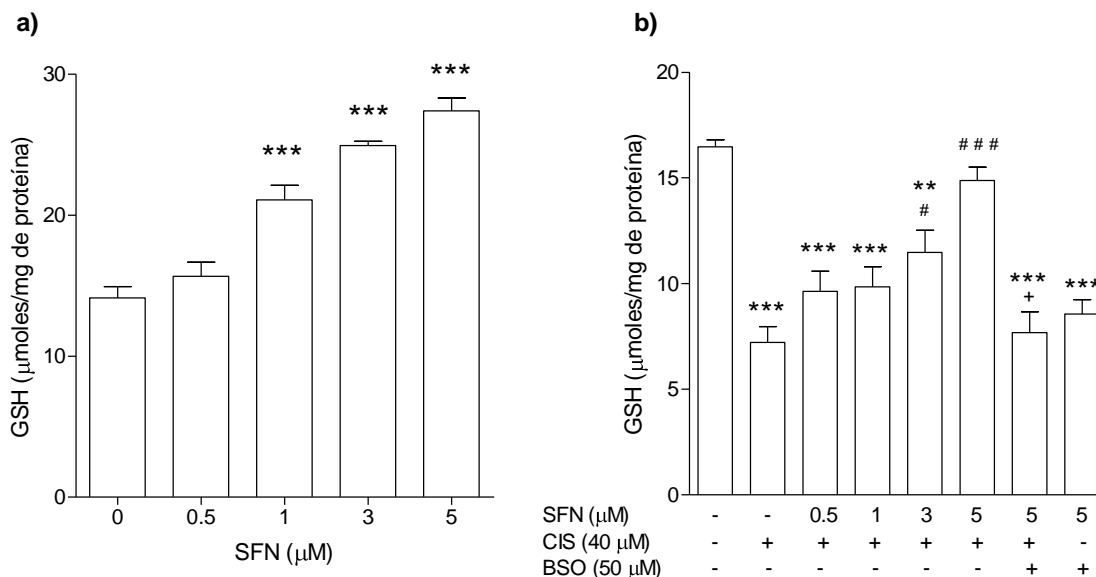 a)
30
20
10
0
GSH (μmoles/mg de proteína)
***
***
***
0 0.5 1 3 5
SFN (μM)
b)
20
15
10
5
0
GSH (μmoles/mg de proteína)
# # #
**
#
*** ***
***
***
+
***
SFN (μM) - - 0.5 1 3 5 5 5
CIS (40 μM) - + + + + + + -
BSO (50 μM) - - - - - - + +